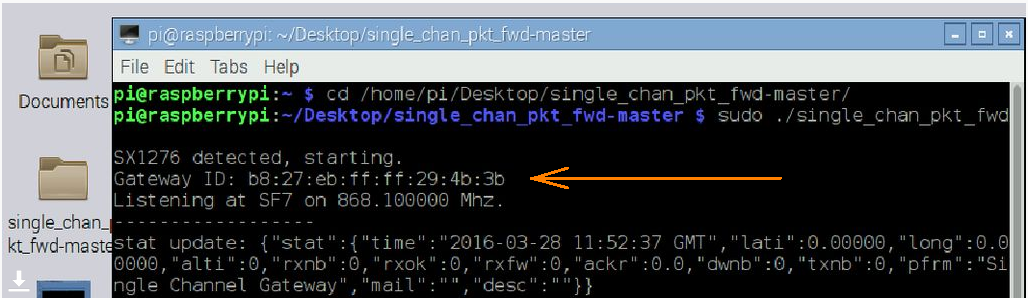 pi@raspberrypi: ~/Desktop/single_chan_pkt_fwd-master
File Edit Tabs Help
Documents
pi@raspberrypi:~ $ cd /home/pi/Desktop/single_chan_pkt_fwd-master/
pi@raspberrypi:~/Desktop/single_chan_pkt_fwd-master $ sudo ./single_chan_pkt_fwd
SX1276 detected, starting.
Gateway ID: b8:27:eb:ff:ff:29:4b:3b
Listening at SF7 on 868.100000 Mhz.
------------------
stat update: {"stat":{"time":"2016-03-28 11:52:37 GMT","lati":0.00000,"long":0.0
0000,"alti":0,"rxnb":0,"rxok":0,"rxfw":0,"ackr":0.0,"dwnb":0,"txnb":0,"pfrm":"Si
ngle Channel Gateway","mail":"","desc":""}}
single_chan_p
kt_fwd-maste